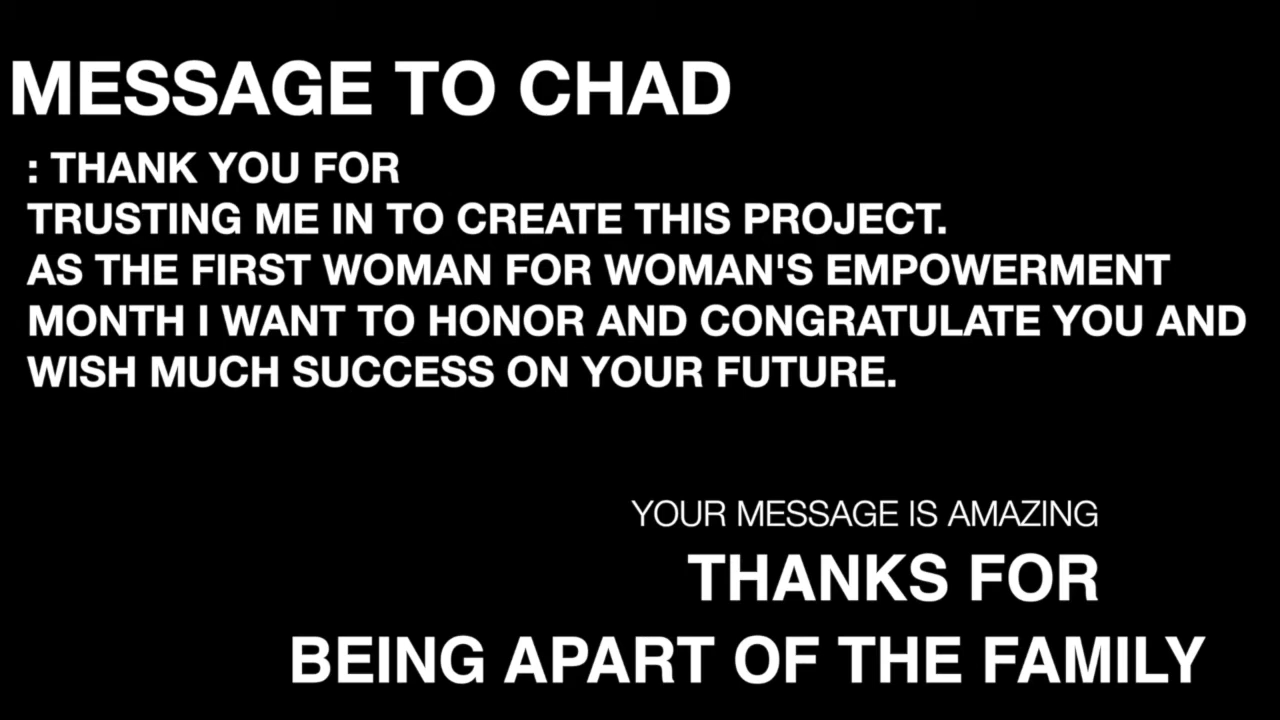 MESSAGE TO CHAD
: THANK YOU FOR
TRUSTING ME IN TO CREATE THIS PROJECT.
AS THE FIRST WOMAN FOR WOMAN'S EMPOWERMENT
MONTH I WANT TO HONOR AND CONGRATULATE YOU AND
WISH MUCH SUCCESS ON YOUR FUTURE.
YOUR MESSAGE IS AMAZING
THANKS FOR
BEING APART OF THE FAMILY